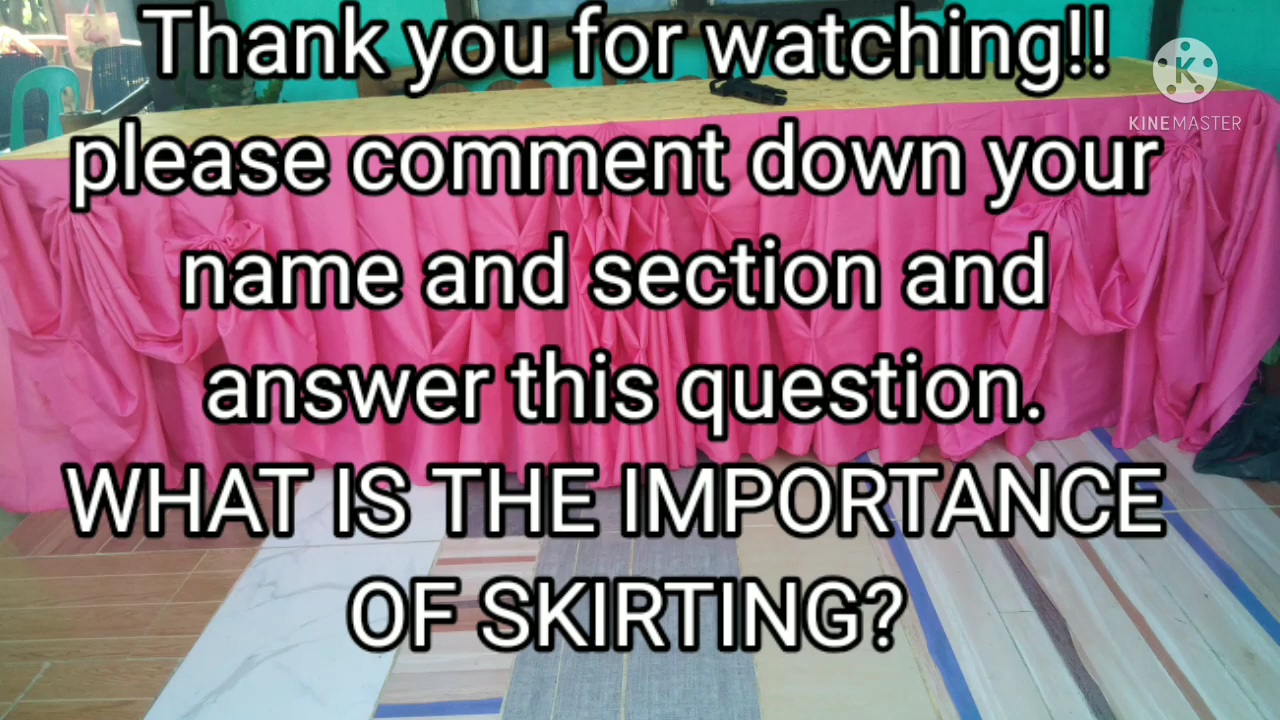 Thank you for watching!!
KINEMASTER
please comment down your
name and section and
answer this question.
WHAT IS THE IMPORTANCE
OF SKIRTING?